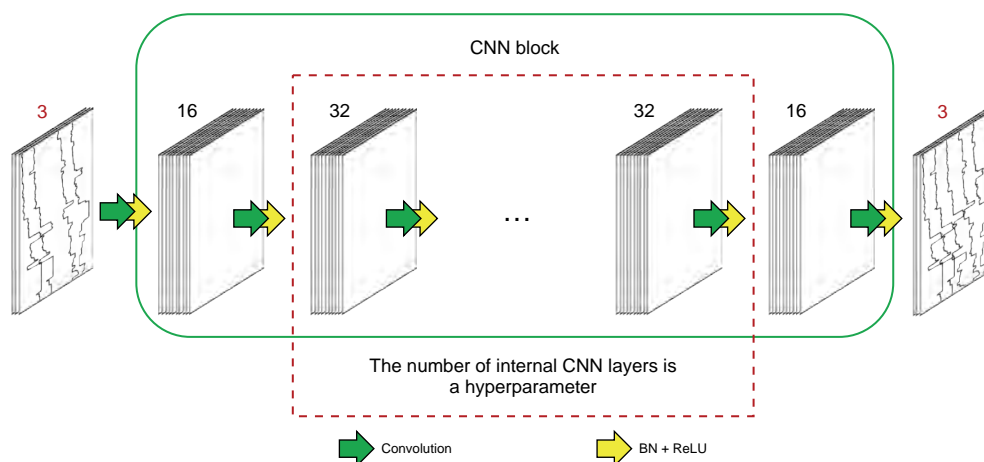 CNN block
3
16
32
32
16
3
...
The number of internal CNN layers is
a hyperparameter
Convolution
BN + ReLU